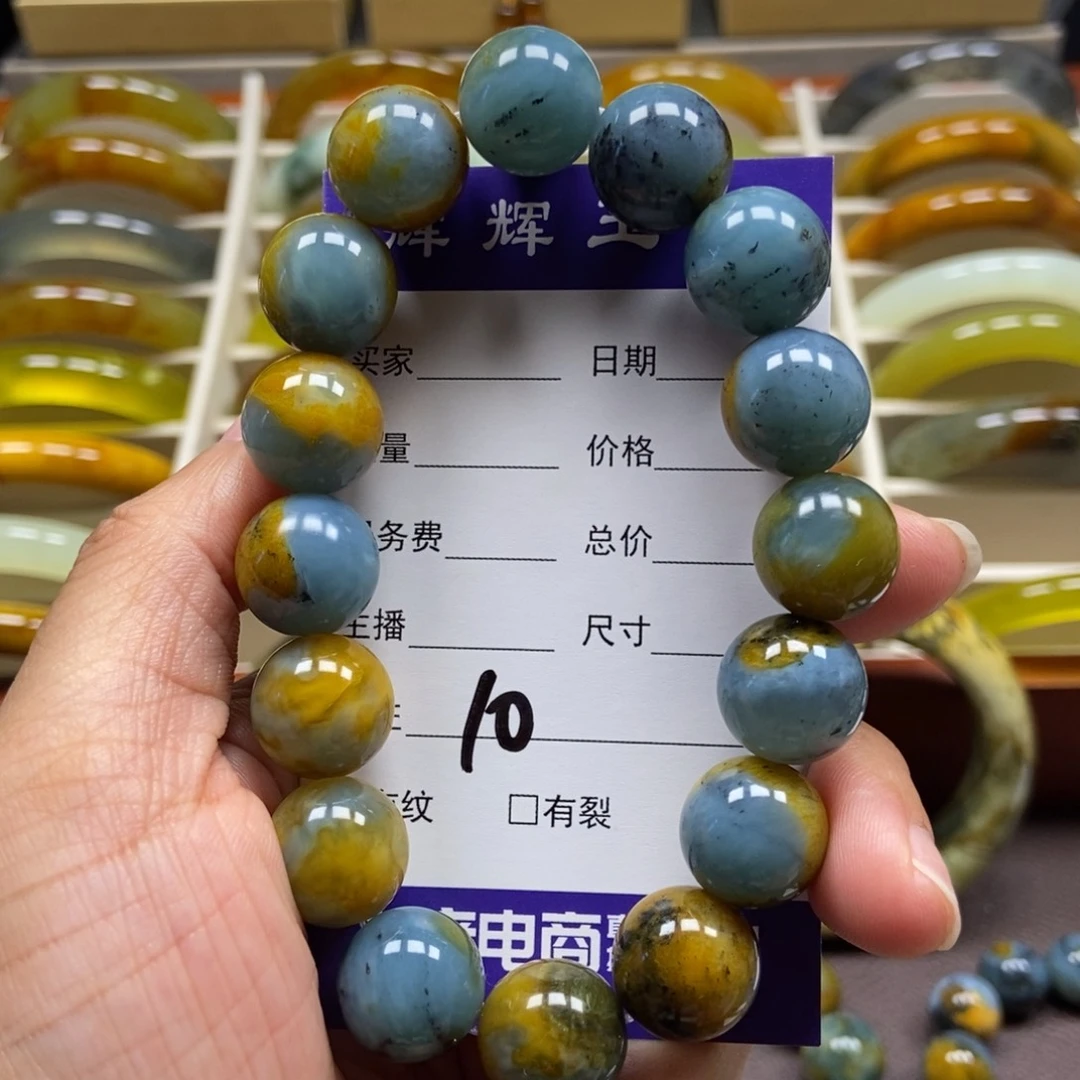 辉 玉
买家 日期
量 价格
务费 总价
主播 尺寸
10
纹 □有裂
电商